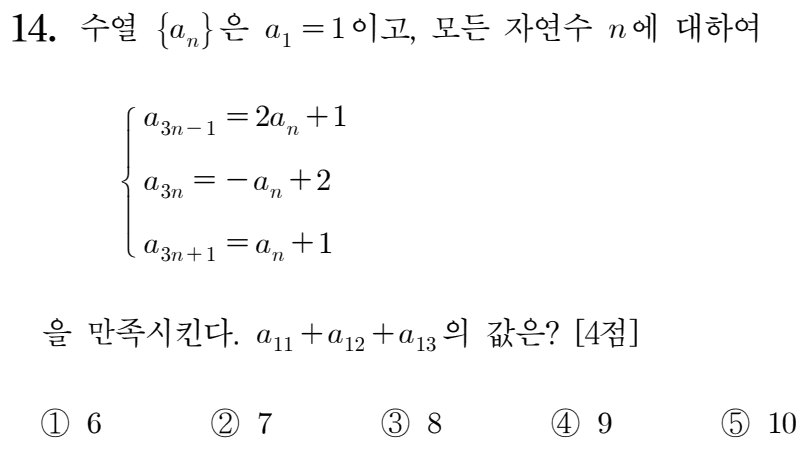 14. 수열 {aₙ}은 a₁ = 1이고, 모든 자연수 n에 대하여
a₃ₙ₋₁ = 2aₙ + 1
a₃ₙ = −aₙ + 2
a₃ₙ₊₁ = aₙ + 1
을 만족시킨다. a₁₁ + a₁₂ + a₁₃의 값은? [4점]
① 6 ② 7 ③ 8 ④ 9 ⑤ 10